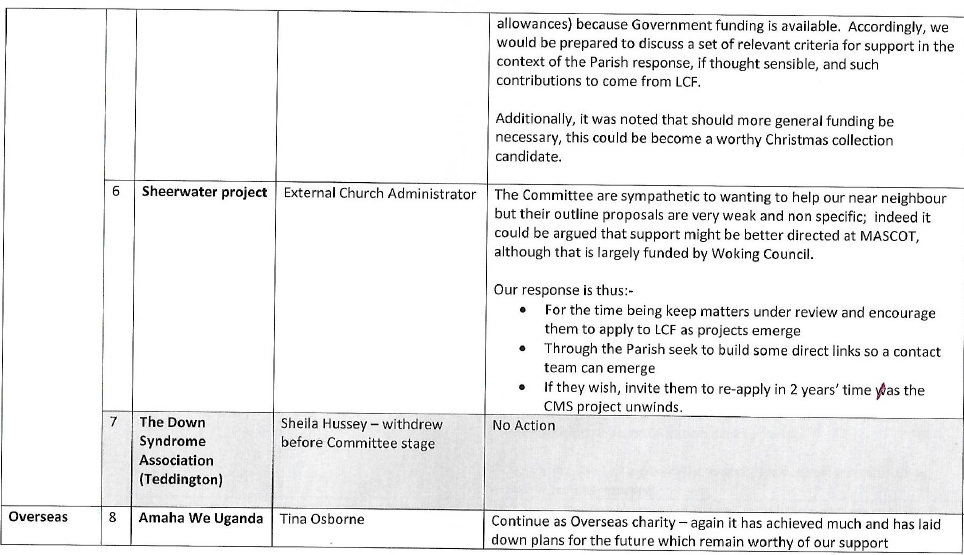 allowances) because Government funding is available. Accordingly, we
would be prepared to discuss a set of relevant criteria for support in the
context of the Parish response, if thought sensible, and such
contributions to come from LCF.
Additionally, it was noted that should more general funding be
necessary, this could be become a worthy Christmas collection
candidate.
6 Sheerwater project External Church Administrator The Committee are sympathetic to wanting to help our near neighbour
but their outline proposals are very weak and non specific; indeed it
could be argued that support might be better directed at MASCOT,
although that is largely funded by Woking Council.
Our response is thus:-
• For the time being keep matters under review and encourage
them to apply to LCF as projects emerge
• Through the Parish seek to build some direct links so a contact
team can emerge
• If they wish, invite them to re-apply in 2 years' time as the
CMS project unwinds.
7 The Down Sheila Hussey – withdrew No Action
Syndrome before Committee stage
Association
(Teddington)
Overseas 8 Amaha We Uganda Tina Osborne Continue as Overseas charity – again it has achieved much and has laid
down plans for the future which remain worthy of our support